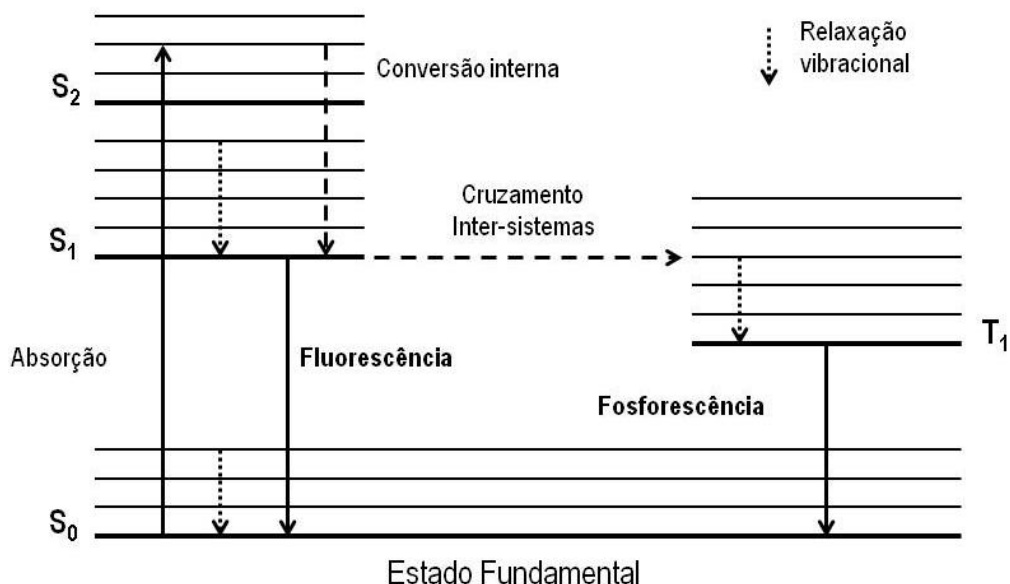 Relaxação
vibracional
Conversão interna
S2
Cruzamento
Inter-sistemas
S1
T1
Absorção
Fluorescência
Fosforescência
S0
Estado Fundamental